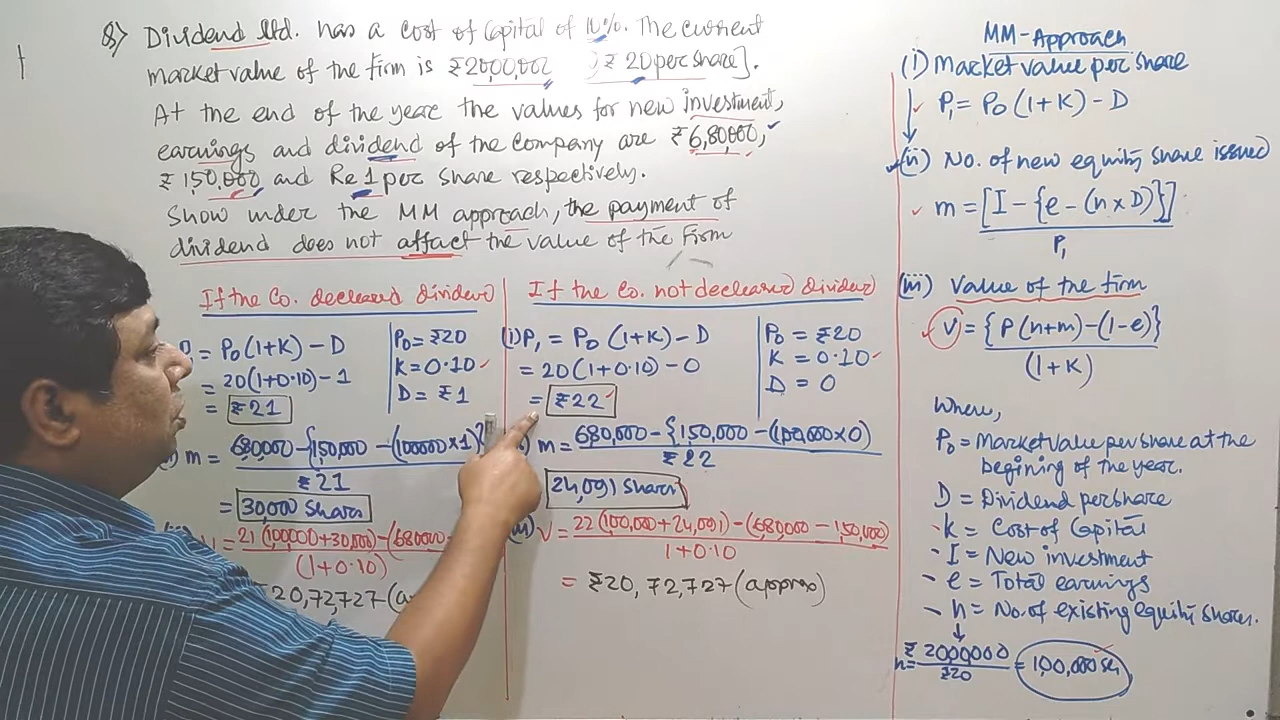 Q) Dividend ltd. has a cost of Capital of 10%. The current
market value of the firm is ₹2000,002 ₹ 20 per share].
At the end of the year the values for new investment,
earnings and dividend of the Company are ₹6,80,000,
₹ 150,000 and Re 1 per share respectively.
Show under the MM approach, the payment of
dividend does not affact the value of the Firm
If the Co. declared dividend
= P0(1+K) – D
= 20(1+0.10) – 1
= ₹21
P0 = ₹20
K = 0.10
D = ₹1
m = 680000 – {150,000 – (100000×1)}
₹21
= 30,000 Shares
= 21(100,000+30,000) – (680000
(1+0.10)
20,72,727 (a
If the Co. not declared dividend
(i) P1 = P0 (1+K) – D
= 20(1+0.10) – 0
= ₹22
P0 = ₹20
K = 0.10
D = 0
m = 680,000 – {150,000 – (100,000×0)
₹22
24,091 Shares
(iii) V = 22(100,000+24,091) – (680,000 – 1,50,000)
1+0.10
= ₹20,72,727 (approx)
MM-Approach
(i) Market value per share
P1 = P0 (1+K) – D
(ii) No. of new equity share issued
m = [I – {e – (n×D)}]
P1
(iii) Value of the firm
V = {P(n+m) – (1–e)}
(1+K)
Where,
P0 = Market value per share at the
begining of the year.
D = Dividend per share
K = Cost of Capital
I = New investment
e = Total earnings
n = No. of existing equity shares.
n = ₹ 2000000 = 100,000 sh
₹20